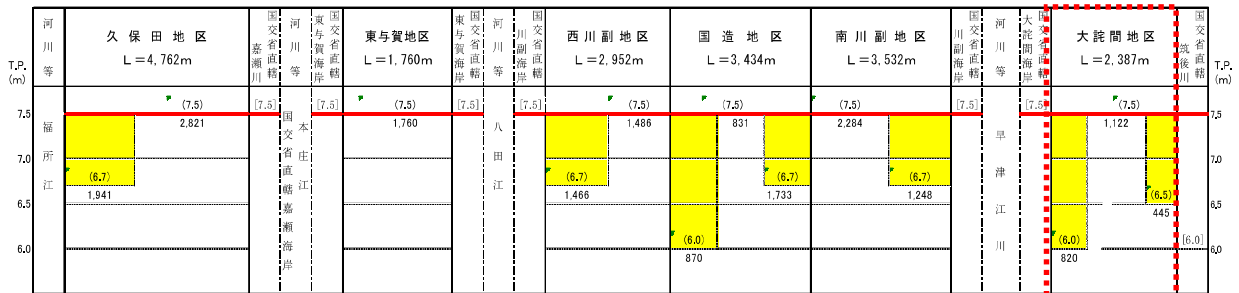 河川等
久保田地区
L=4,762m
国交省直轄
嘉瀬川
河川等
国交省直轄
東与賀海岸
東与賀地区
L=1,760m
国交省直轄
東与賀海岸
河川等
国交省直轄
川副海岸
西川副地区
L=2,952m
国造地区
L=3,434m
南川副地区
L=3,532m
国交省直轄
川副海岸
河川等
国交省直轄
大詫間海岸
大詫間地区
L=2,387m
国交省直轄
筑後川
T.P.
(m)
T.P.
(m)
(7.5)
[7.5]
[7.5]
(7.5)
[7.5]
[7.5]
(7.5)
(7.5)
(7.5)
[7.5]
[7.5]
(7.5)
7.5
7.5
2,821
1,760
1,486
831
2,284
1,122
福所江
国交省直轄嘉瀬海岸
本庄江
八田江
早津江川
7.0
7.0
(6.7)
(6.7)
(6.7)
(6.7)
1,941
1,466
1,733
1,248
(6.5)
6.5
6.5
445
(6.0)
(6.0)
[6.0]
6.0
6.0
870
820